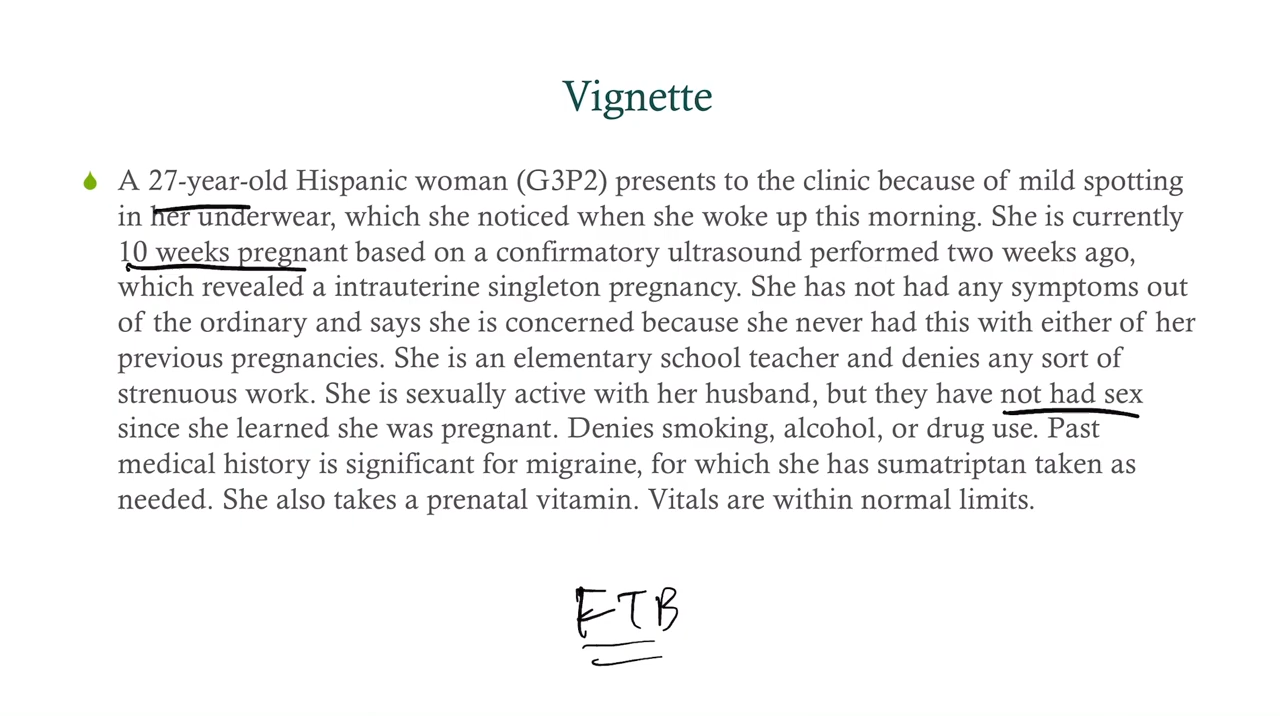 Vignette
A 27-year-old Hispanic woman (G3P2) presents to the clinic because of mild spotting
in her underwear, which she noticed when she woke up this morning. She is currently
10 weeks pregnant based on a confirmatory ultrasound performed two weeks ago,
which revealed a intrauterine singleton pregnancy. She has not had any symptoms out
of the ordinary and says she is concerned because she never had this with either of her
previous pregnancies. She is an elementary school teacher and denies any sort of
strenuous work. She is sexually active with her husband, but they have not had sex
since she learned she was pregnant. Denies smoking, alcohol, or drug use. Past
medical history is significant for migraine, for which she has sumatriptan taken as
needed. She also takes a prenatal vitamin. Vitals are within normal limits.
FTB